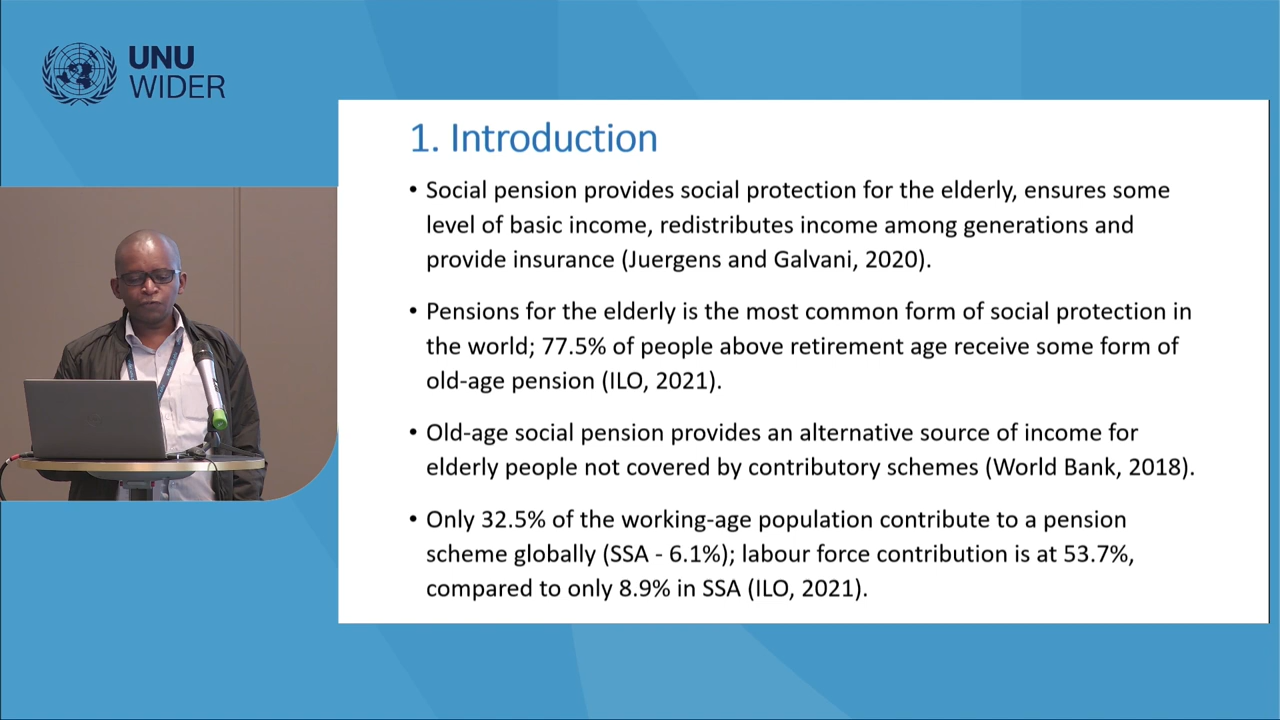 UNU
WIDER
1. Introduction
• Social pension provides social protection for the elderly, ensures some
level of basic income, redistributes income among generations and
provide insurance (Juergens and Galvani, 2020).
• Pensions for the elderly is the most common form of social protection in
the world; 77.5% of people above retirement age receive some form of
old-age pension (ILO, 2021).
• Old-age social pension provides an alternative source of income for
elderly people not covered by contributory schemes (World Bank, 2018).
• Only 32.5% of the working-age population contribute to a pension
scheme globally (SSA - 6.1%); labour force contribution is at 53.7%,
compared to only 8.9% in SSA (ILO, 2021).